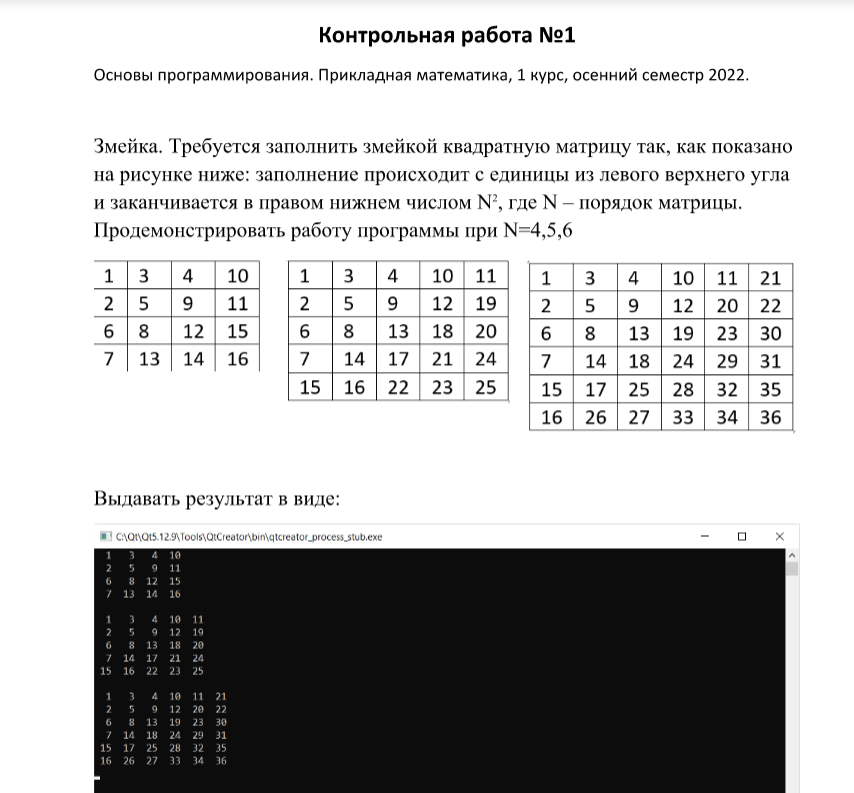 Контрольная работа №1
Основы программирования. Прикладная математика, 1 курс, осенний семестр 2022.
Змейка. Требуется заполнить змейкой квадратную матрицу так, как показано
на рисунке ниже: заполнение происходит с единицы из левого верхнего угла
и заканчивается в правом нижнем числом N², где N – порядок матрицы.
Продемонстрировать работу программы при N=4,5,6
1 3 4 10
2 5 9 11
6 8 12 15
7 13 14 16
1 3 4 10 11
2 5 9 12 19
6 8 13 18 20
7 14 17 21 24
15 16 22 23 25
1 3 4 10 11 21
2 5 9 12 20 22
6 8 13 19 23 30
7 14 18 24 29 31
15 17 25 28 32 35
16 26 27 33 34 36
Выдавать результат в виде:
C:\Qt\Qt5.12.9\Tools\QtCreator\bin\qtcreator_process_stub.exe
1 3 4 10
2 5 9 11
6 8 12 15
7 13 14 16
1 3 4 10 11
2 5 9 12 19
6 8 13 18 20
7 14 17 21 24
15 16 22 23 25
1 3 4 10 11 21
2 5 9 12 20 22
6 8 13 19 23 30
7 14 18 24 29 31
15 17 25 28 32 35
16 26 27 33 34 36